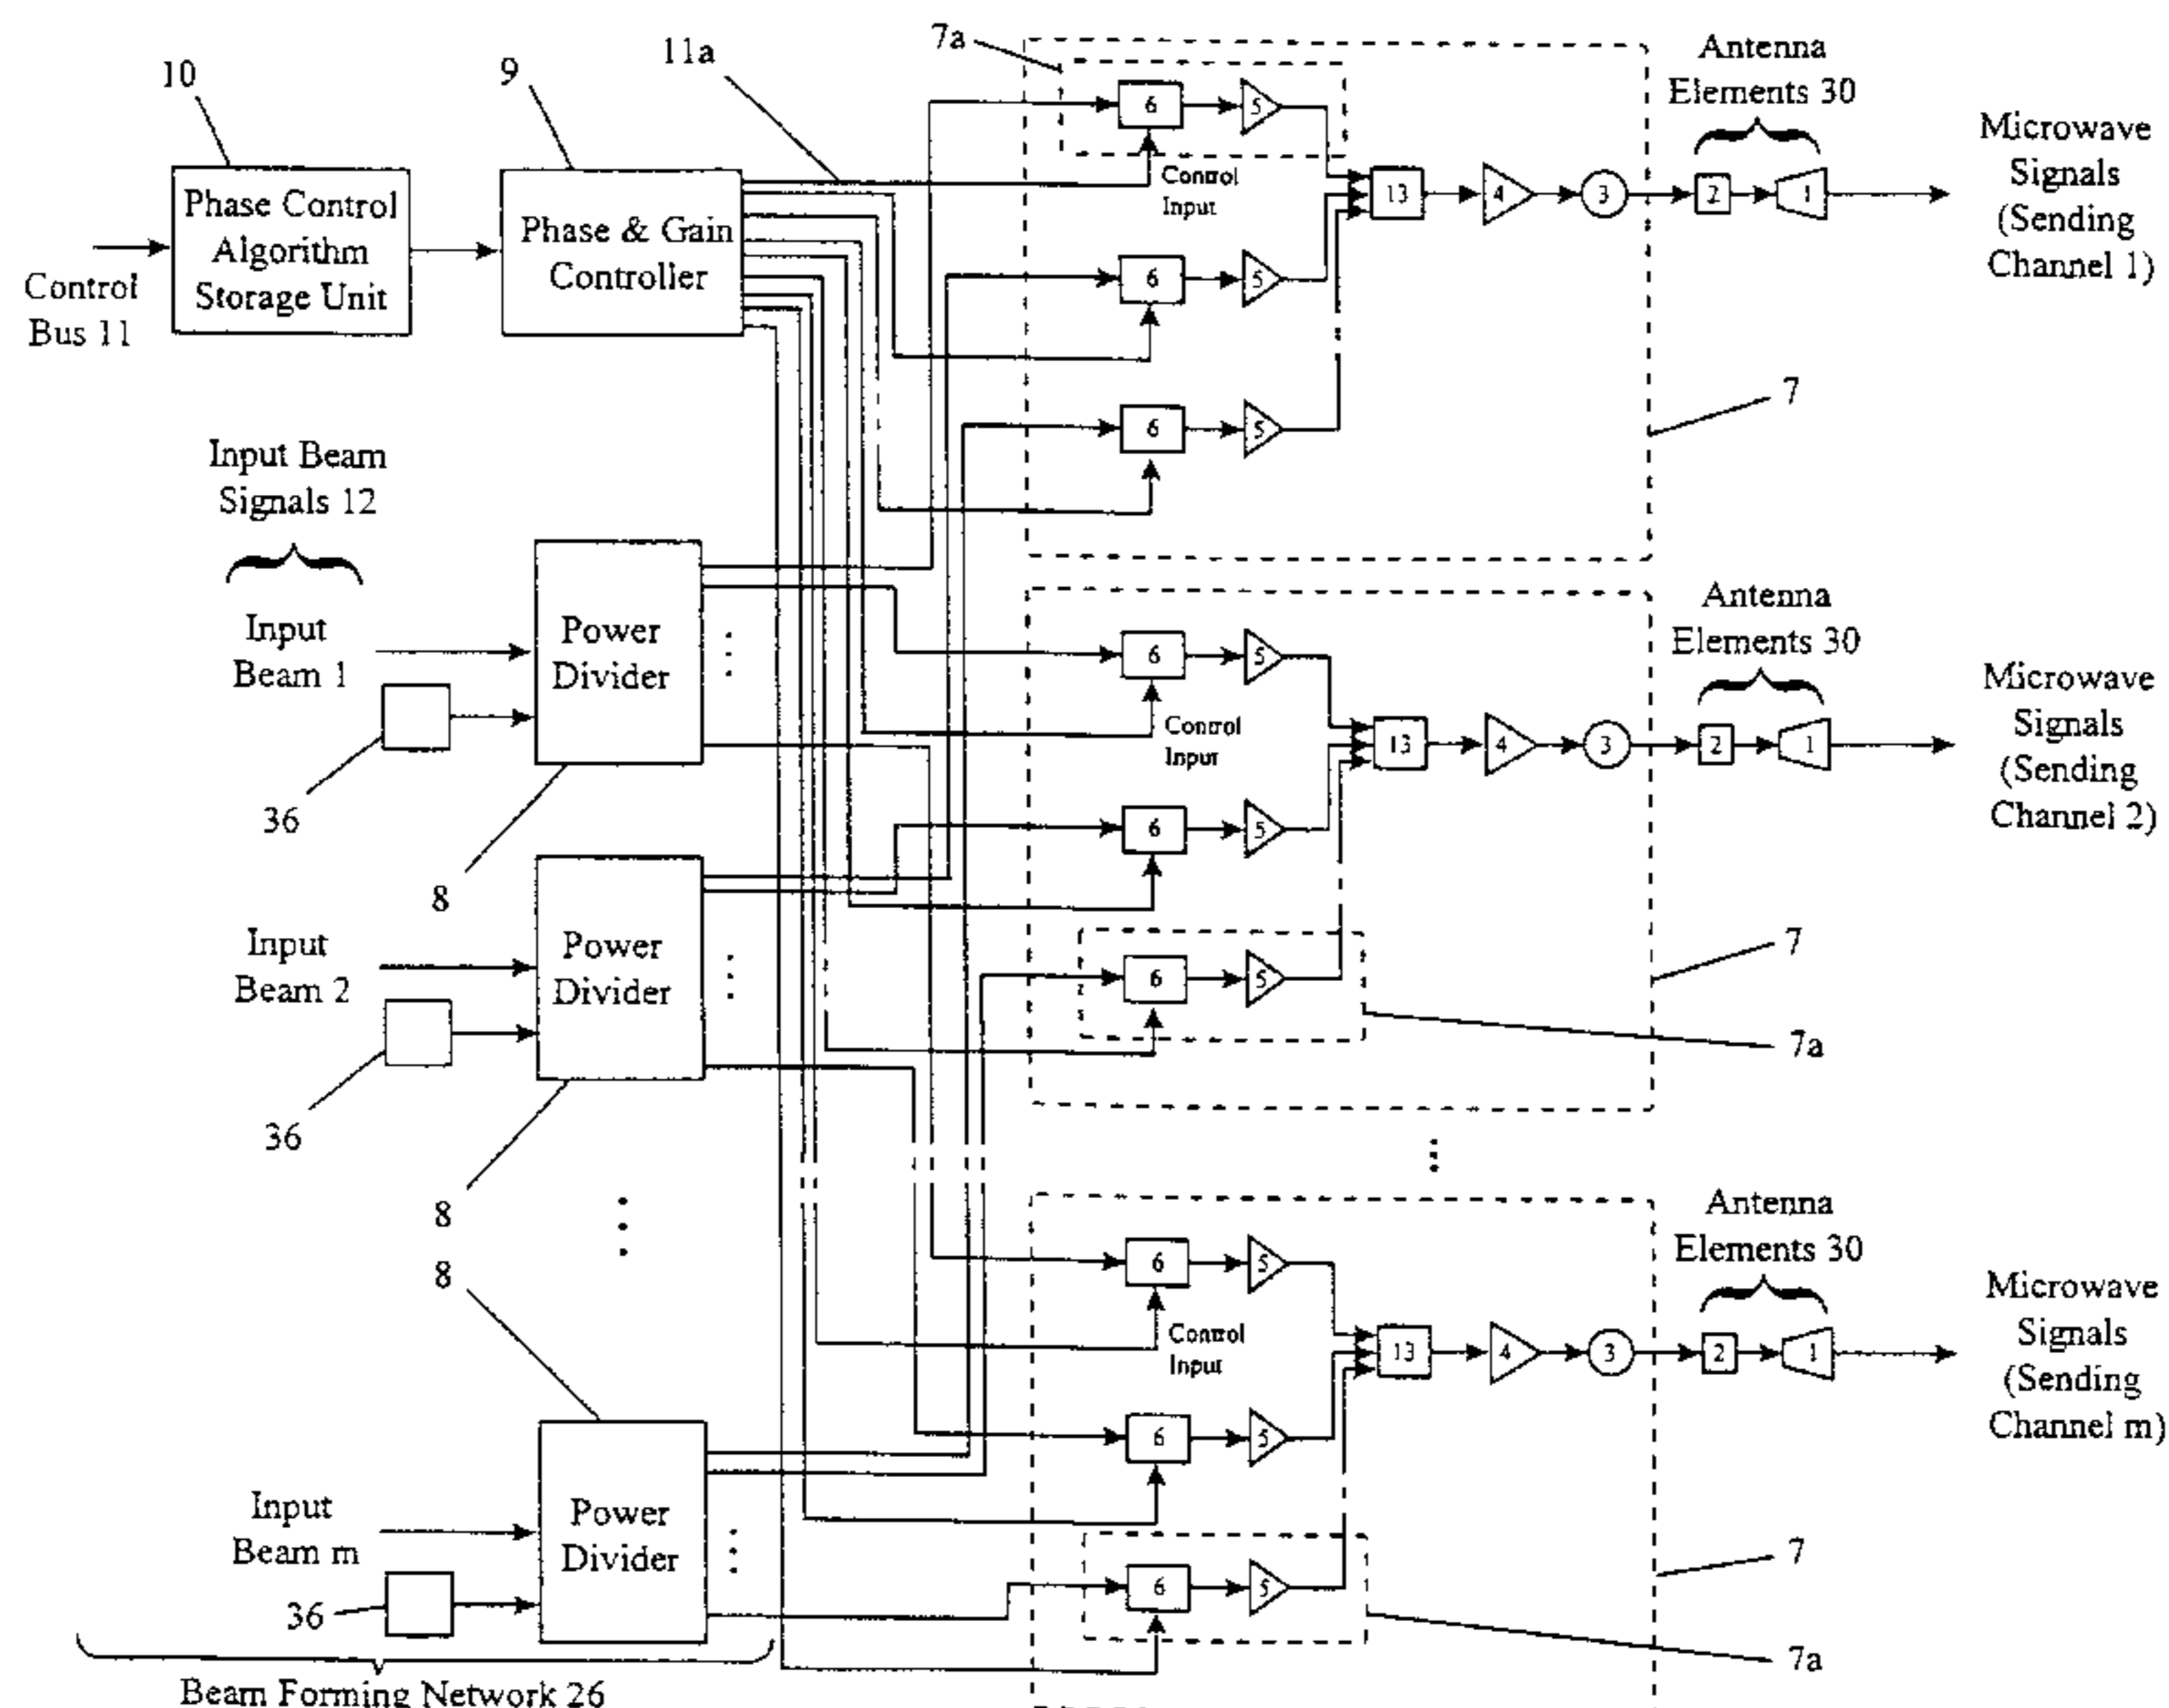 10
9
11a
7a
Antenna
Elements 30
Phase Control
Algorithm
Storage Unit
Phase & Gain
Controller
Control
Bus 11
6
5
Control
Input
13
4
3
2
1
Microwave
Signals
(Sending
Channel 1)
6
5
6
5
7
Input Beam
Signals 12
Input
Beam 1
Power
Divider
36
8
Antenna
Elements 30
6
5
Control
Input
13
4
3
2
1
Microwave
Signals
(Sending
Channel 2)
6
5
6
5
7
7a
Input
Beam 2
Power
Divider
36
8
8
Antenna
Elements 30
6
5
Control
Input
13
4
3
2
1
Microwave
Signals
(Sending
Channel m)
6
5
6
5
7
7a
Input
Beam m
Power
Divider
36
Beam Forming Network 26